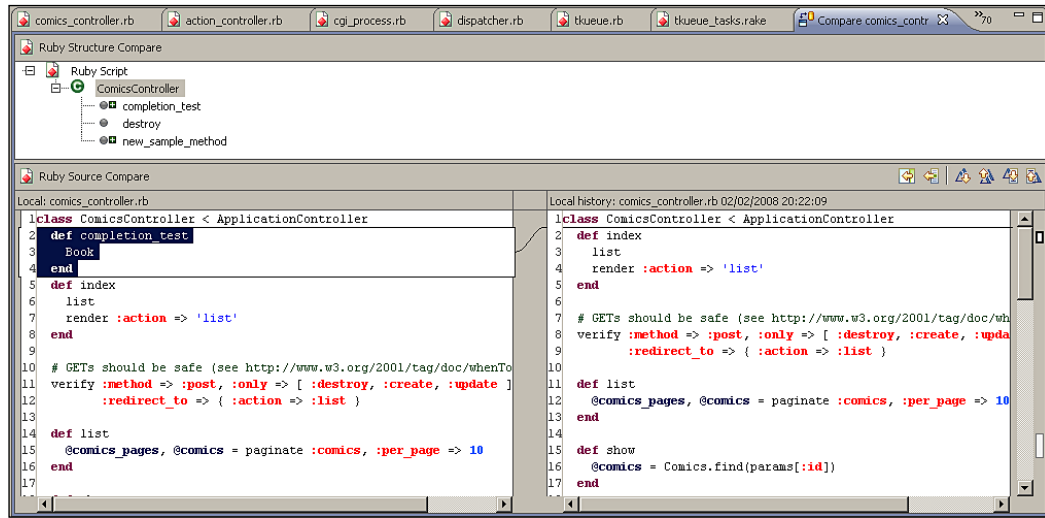 comics_controller.rb action_controller.rb cgi_process.rb dispatcher.rb tkueue.rb tkueue_tasks.rake Compare comics_contr »70
Ruby Structure Compare
Ruby Script
ComicsController
completion_test
destroy
new_sample_method
Ruby Source Compare
Local: comics_controller.rb
1 class ComicsController < ApplicationController
2 def completion_test
3 Book
4 end
5 def index
6 list
7 render :action => 'list'
8 end
9
10 # GETs should be safe (see http://www.w3.org/2001/tag/doc/whenTo
11 verify :method => :post, :only => [ :destroy, :create, :update ]
12 :redirect_to => { :action => :list }
13
14 def list
15 @comics_pages, @comics = paginate :comics, :per_page => 10
16 end
17
Local history: comics_controller.rb 02/02/2008 20:22:09
1 class ComicsController < ApplicationController
2 def index
3 list
4 render :action => 'list'
5 end
6
7 # GETs should be safe (see http://www.w3.org/2001/tag/doc/wh
8 verify :method => :post, :only => [ :destroy, :create, :upda
9 :redirect_to => { :action => :list }
10
11 def list
12 @comics_pages, @comics = paginate :comics, :per_page => 10
13 end
14
15 def show
16 @comics = Comics.find(params[:id])
17 end